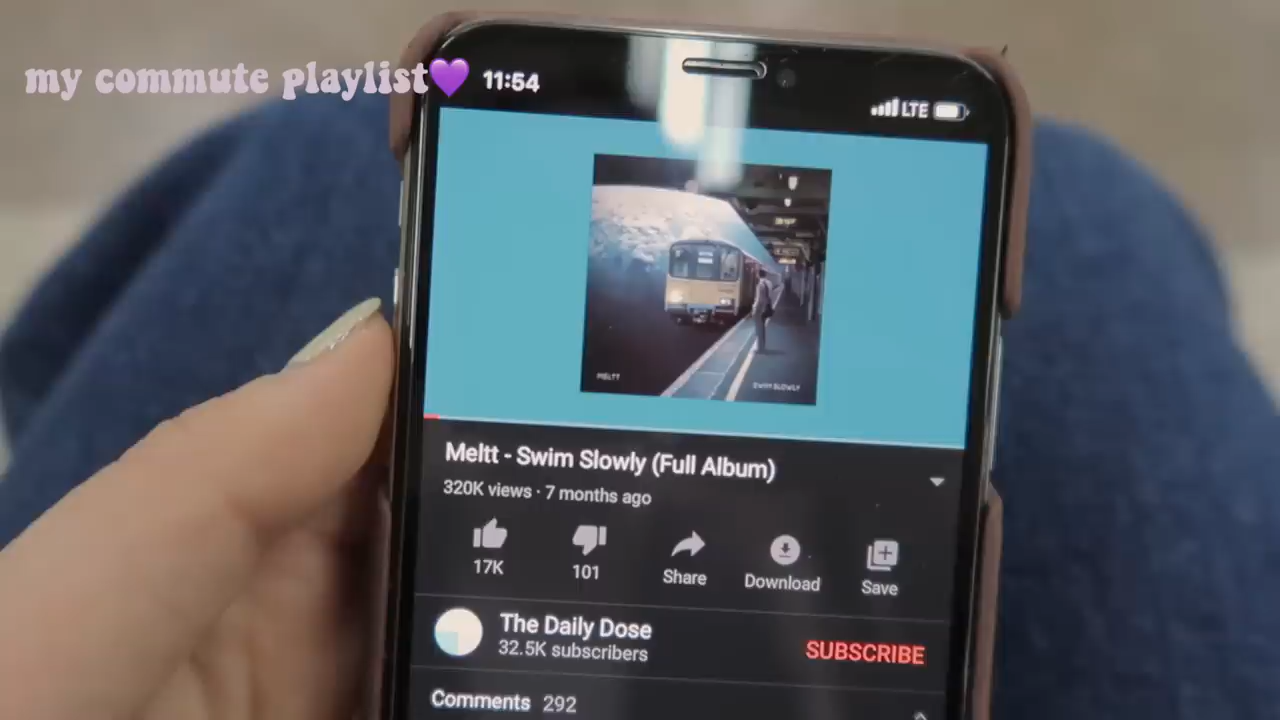 my commute playlist💜
11:54
LTE
MELTT
SWIM SLOWLY
Meltt - Swim Slowly (Full Album)
320K views · 7 months ago
17K
101
Share
Download
Save
The Daily Dose
32.5K subscribers
SUBSCRIBE
Comments 292